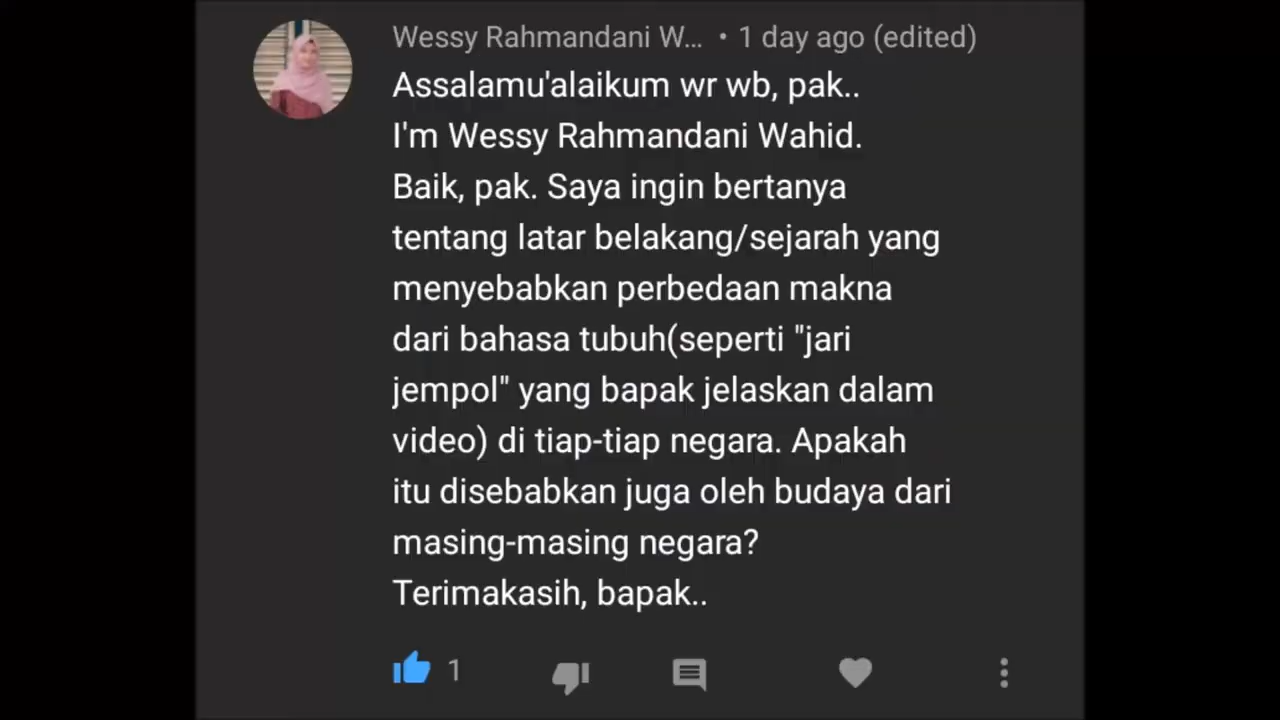 Wessy Rahmandani W... • 1 day ago (edited)
Assalamu'alaikum wr wb, pak..
I'm Wessy Rahmandani Wahid.
Baik, pak. Saya ingin bertanya
tentang latar belakang/sejarah yang
menyebabkan perbedaan makna
dari bahasa tubuh(seperti "jari
jempol" yang bapak jelaskan dalam
video) di tiap-tiap negara. Apakah
itu disebabkan juga oleh budaya dari
masing-masing negara?
Terimakasih, bapak..
1